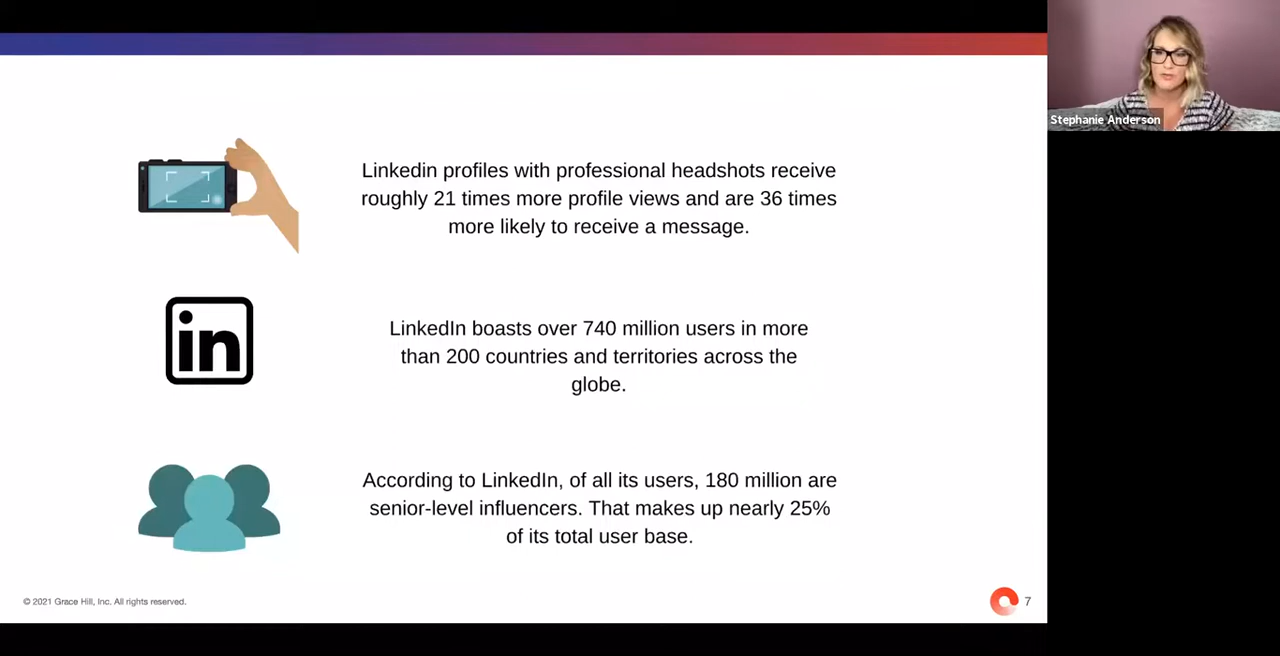 Linkedin profiles with professional headshots receive
roughly 21 times more profile views and are 36 times
more likely to receive a message.
in
LinkedIn boasts over 740 million users in more
than 200 countries and territories across the
globe.
According to LinkedIn, of all its users, 180 million are
senior-level influencers. That makes up nearly 25%
of its total user base.
© 2021 Grace Hill, Inc. All rights reserved.
7
Stephanie Anderson